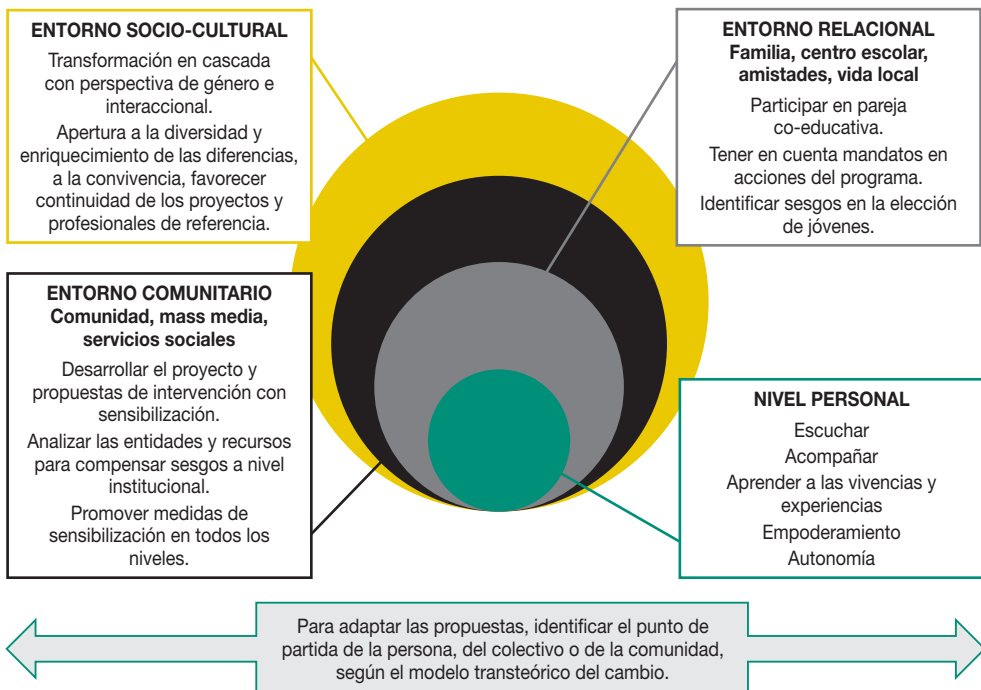 ENTORNO SOCIO-CULTURAL
Transformación en cascada
con perspectiva de género e
interaccional.
Apertura a la diversidad y
enriquecimiento de las diferencias,
a la convivencia, favorecer
continuidad de los proyectos y
profesionales de referencia.
ENTORNO RELACIONAL
Familia, centro escolar,
amistades, vida local
Participar en pareja
co-educativa.
Tener en cuenta mandatos en
acciones del programa.
Identificar sesgos en la elección
de jóvenes.
ENTORNO COMUNITARIO
Comunidad, mass media,
servicios sociales
Desarrollar el proyecto y
propuestas de intervención con
sensibilización.
Analizar las entidades y recursos
para compensar sesgos a nivel
institucional.
Promover medidas de
sensibilización en todos los
niveles.
NIVEL PERSONAL
Escuchar
Acompañar
Aprender a las vivencias y
experiencias
Empoderamiento
Autonomía
Para adaptar las propuestas, identificar el punto de
partida de la persona, del colectivo o de la comunidad,
según el modelo transteórico del cambio.